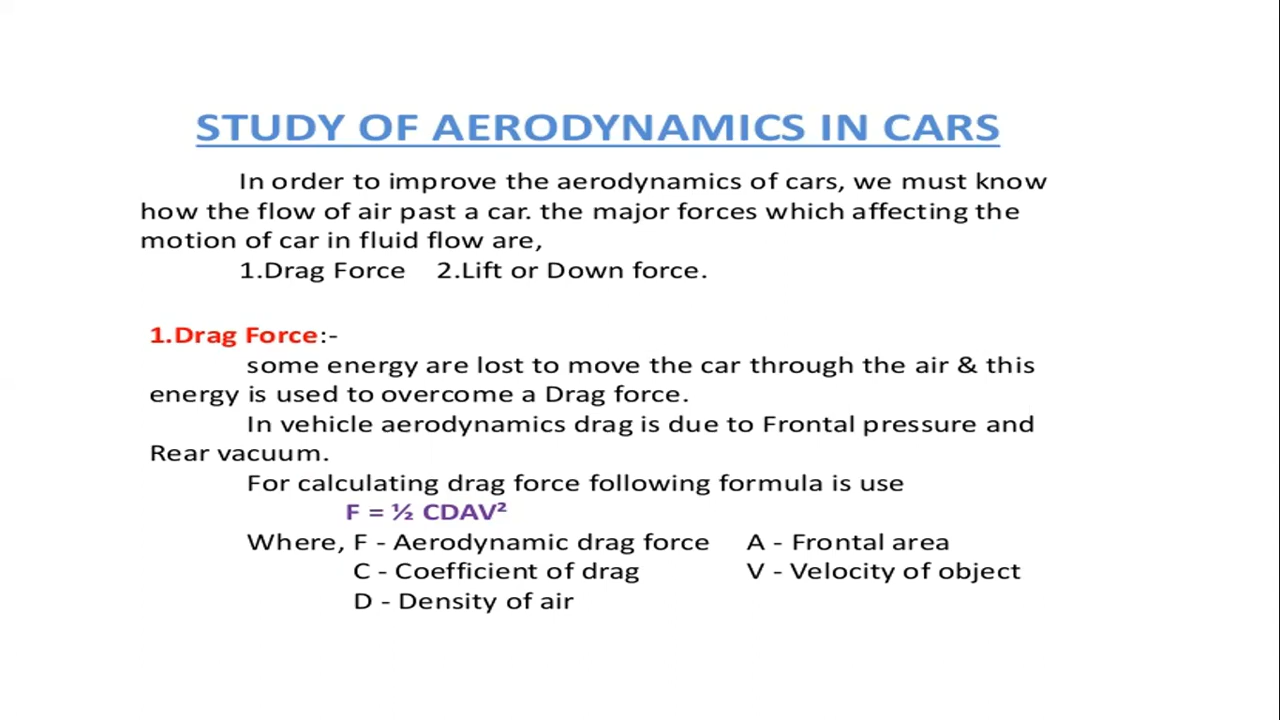 STUDY OF AERODYNAMICS IN CARS
In order to improve the aerodynamics of cars, we must know
how the flow of air past a car. the major forces which affecting the
motion of car in fluid flow are,
1.Drag Force 2.Lift or Down force.
1.Drag Force:-
some energy are lost to move the car through the air & this
energy is used to overcome a Drag force.
In vehicle aerodynamics drag is due to Frontal pressure and
Rear vacuum.
For calculating drag force following formula is use
F = ½ CDAV²
Where, F - Aerodynamic drag force A - Frontal area
C - Coefficient of drag V - Velocity of object
D - Density of air